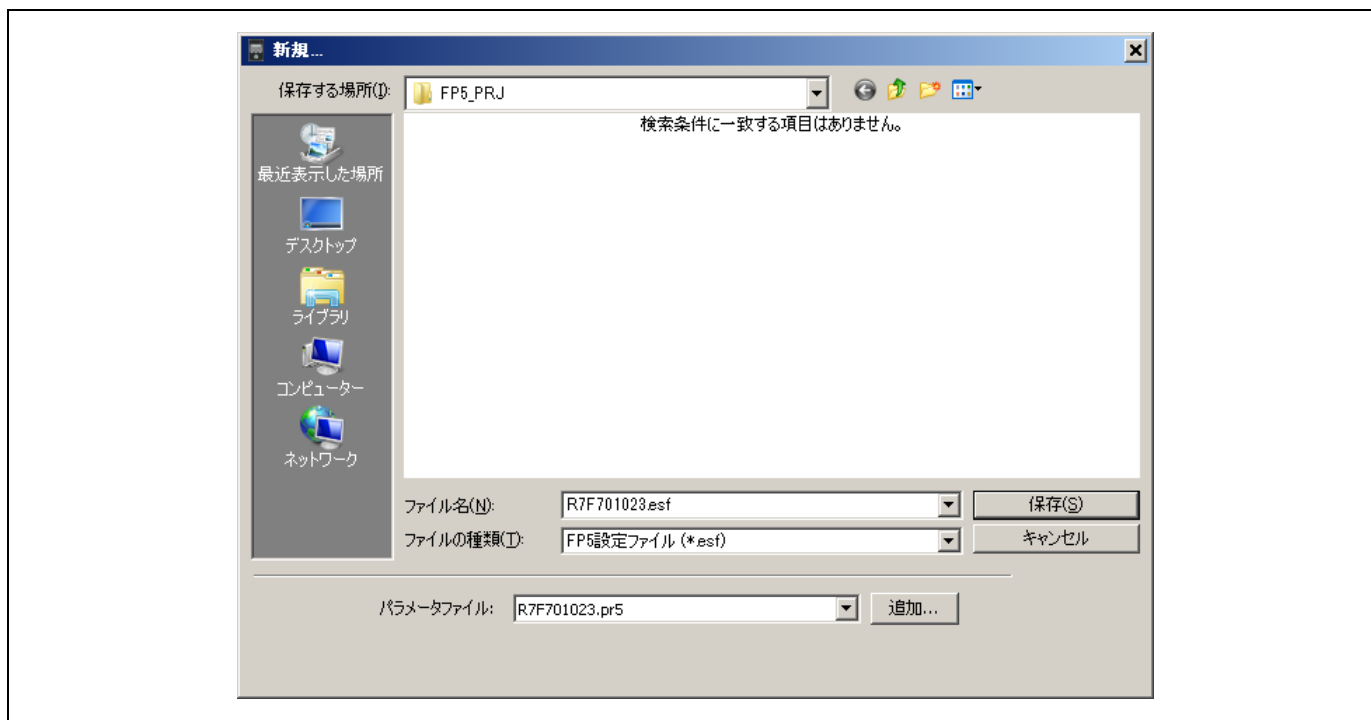 新規...
保存する場所(I):
FP5_PRJ
検索条件に一致する項目はありません。
最近表示した場所
デスクトップ
ライブラリ
コンピューター
ネットワーク
ファイル名(N):
R7F701023.esf
保存(S)
ファイルの種類(T):
FP5設定ファイル (*.esf)
キャンセル
パラメータファイル:
R7F701023.pr5
追加...